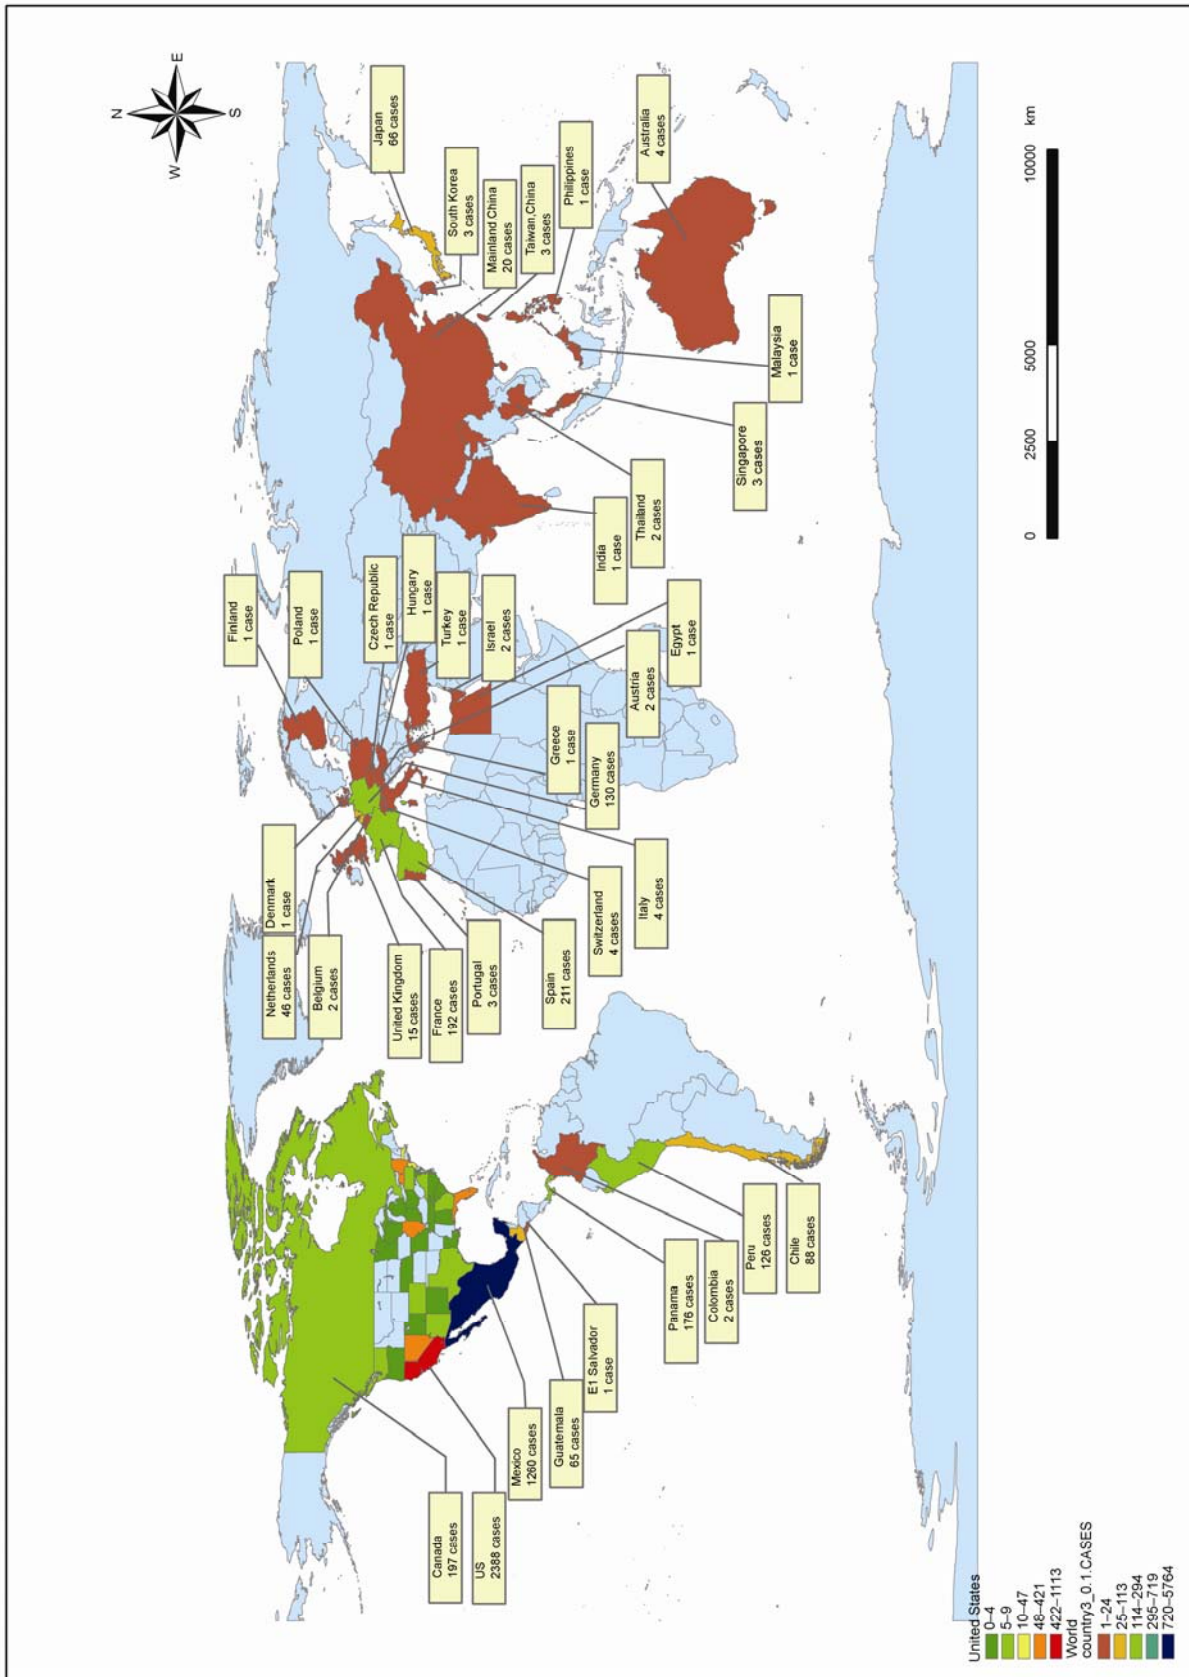 N
W
E
S
Finland
1 case
Poland
1 case
Czech Republic
1 case
Hungary
1 case
Turkey
1 case
Israel
2 cases
Egypt
1 case
Austria
2 cases
Greece
1 case
Germany
130 cases
Italy
4 cases
Switzerland
4 cases
Denmark
1 case
Netherlands
46 cases
Belgium
2 cases
United Kingdom
15 cases
France
192 cases
Portugal
3 cases
Spain
211 cases
Japan
66 cases
South Korea
3 cases
Mainland China
20 cases
Taiwan,China
3 cases
Philippines
1 case
Australia
4 cases
Malaysia
1 case
Singapore
3 cases
Thailand
2 cases
India
1 case
Canada
197 cases
US
2388 cases
Mexico
1260 cases
Guatemala
65 cases
E1 Salvador
1 case
Panama
176 cases
Colombia
2 cases
Peru
126 cases
Chile
88 cases
United States
0–4
5–9
10–47
48–421
422–1113
World
country3_0.1.CASES
1–24
25–113
114–294
295–719
720–5764
0 2500 5000 10000 km